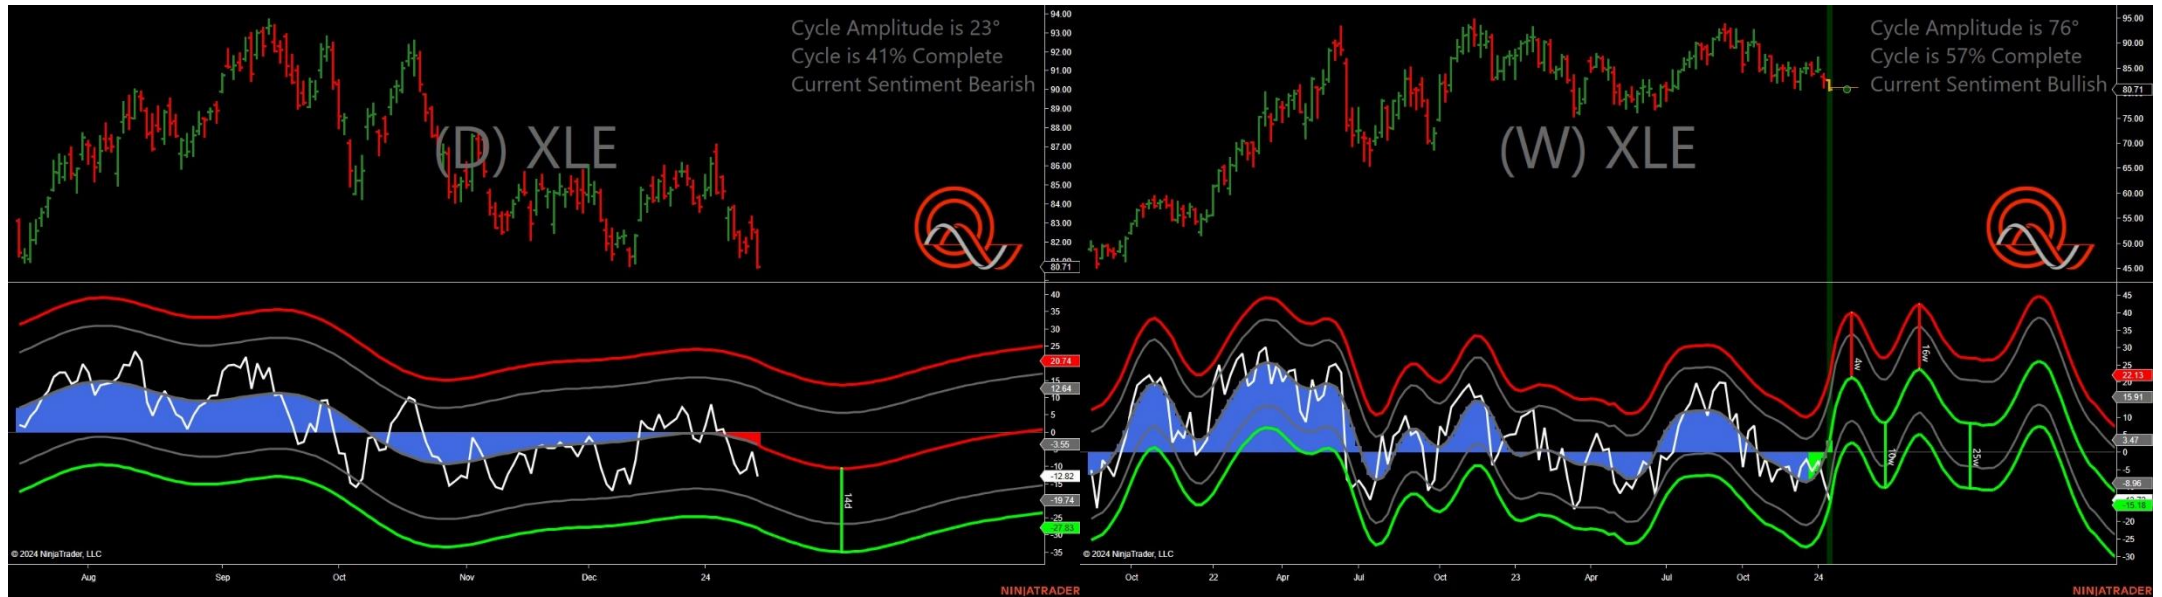 Cycle Amplitude is 23°
Cycle is 41% Complete
Current Sentiment Bearish
(D) XLE
94.00
93.00
92.00
91.00
90.00
89.00
88.00
87.00
86.00
85.00
84.00
83.00
82.00
80.71
40
35
30
25
20.74
12.64
10
5
0
-3.55
-10
-12.82
-15
-19.74
-25
-27.83
-35
14d
© 2024 NinjaTrader, LLC
Aug
Sep
Oct
Nov
Dec
24
NINJATRADER
Cycle Amplitude is 76°
Cycle is 57% Complete
Current Sentiment Bullish
(W) XLE
95.00
90.00
85.00
80.71
75.00
70.00
65.00
60.00
55.00
50.00
45.00
45
40
35
30
25
22.13
15.91
10
3.47
0
-5
-8.96
-15.18
-20
-25
-30
4w
16w
10w
25w
© 2024 NinjaTrader, LLC
Oct
22
Apr
Jul
Oct
23
Apr
Jul
Oct
24
NINJATRADER